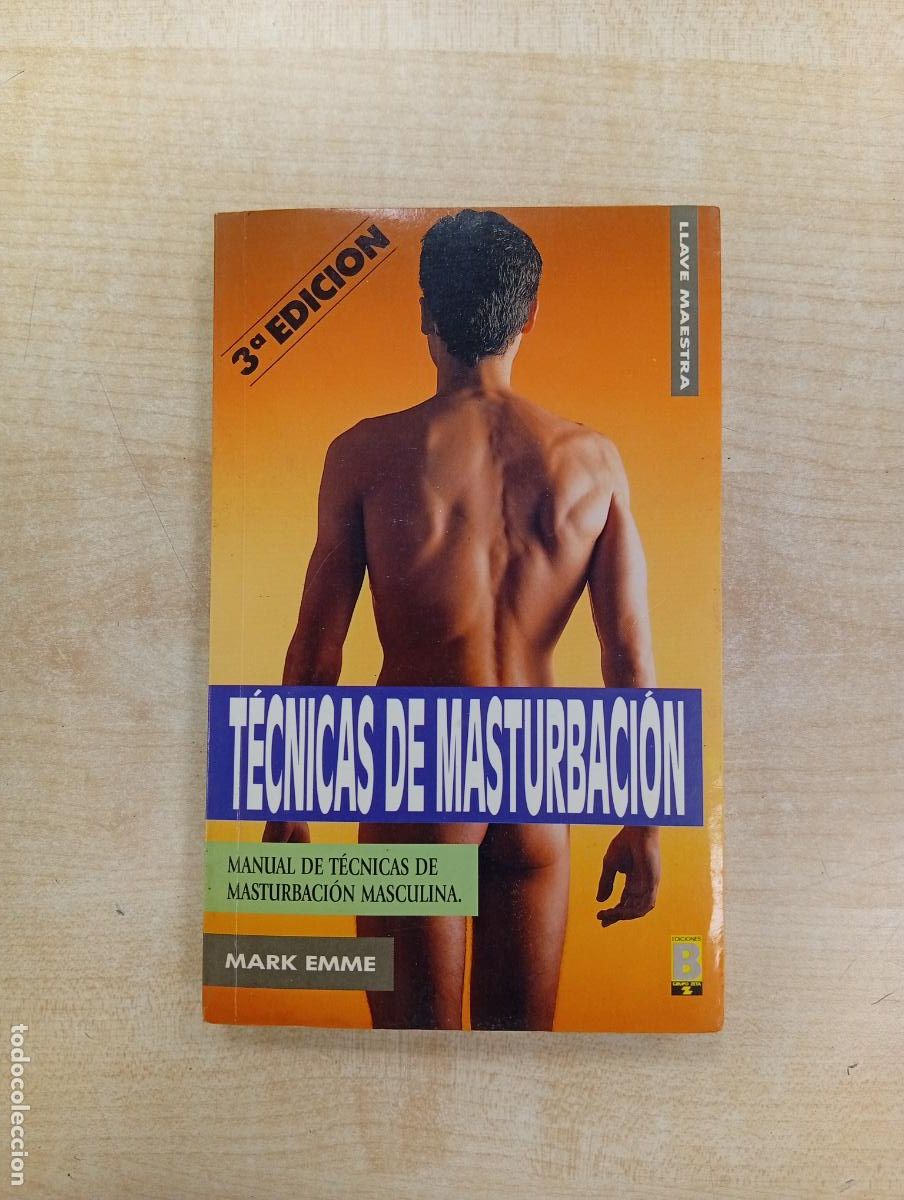 3ª EDICION
LLAVE MAESTRA
TÉCNICAS DE MASTURBACIÓN
MANUAL DE TÉCNICAS DE
MASTURBACIÓN MASCULINA.
MARK EMME
EDICIONES
B
GRUPO ZETA
Z
todocoleccion